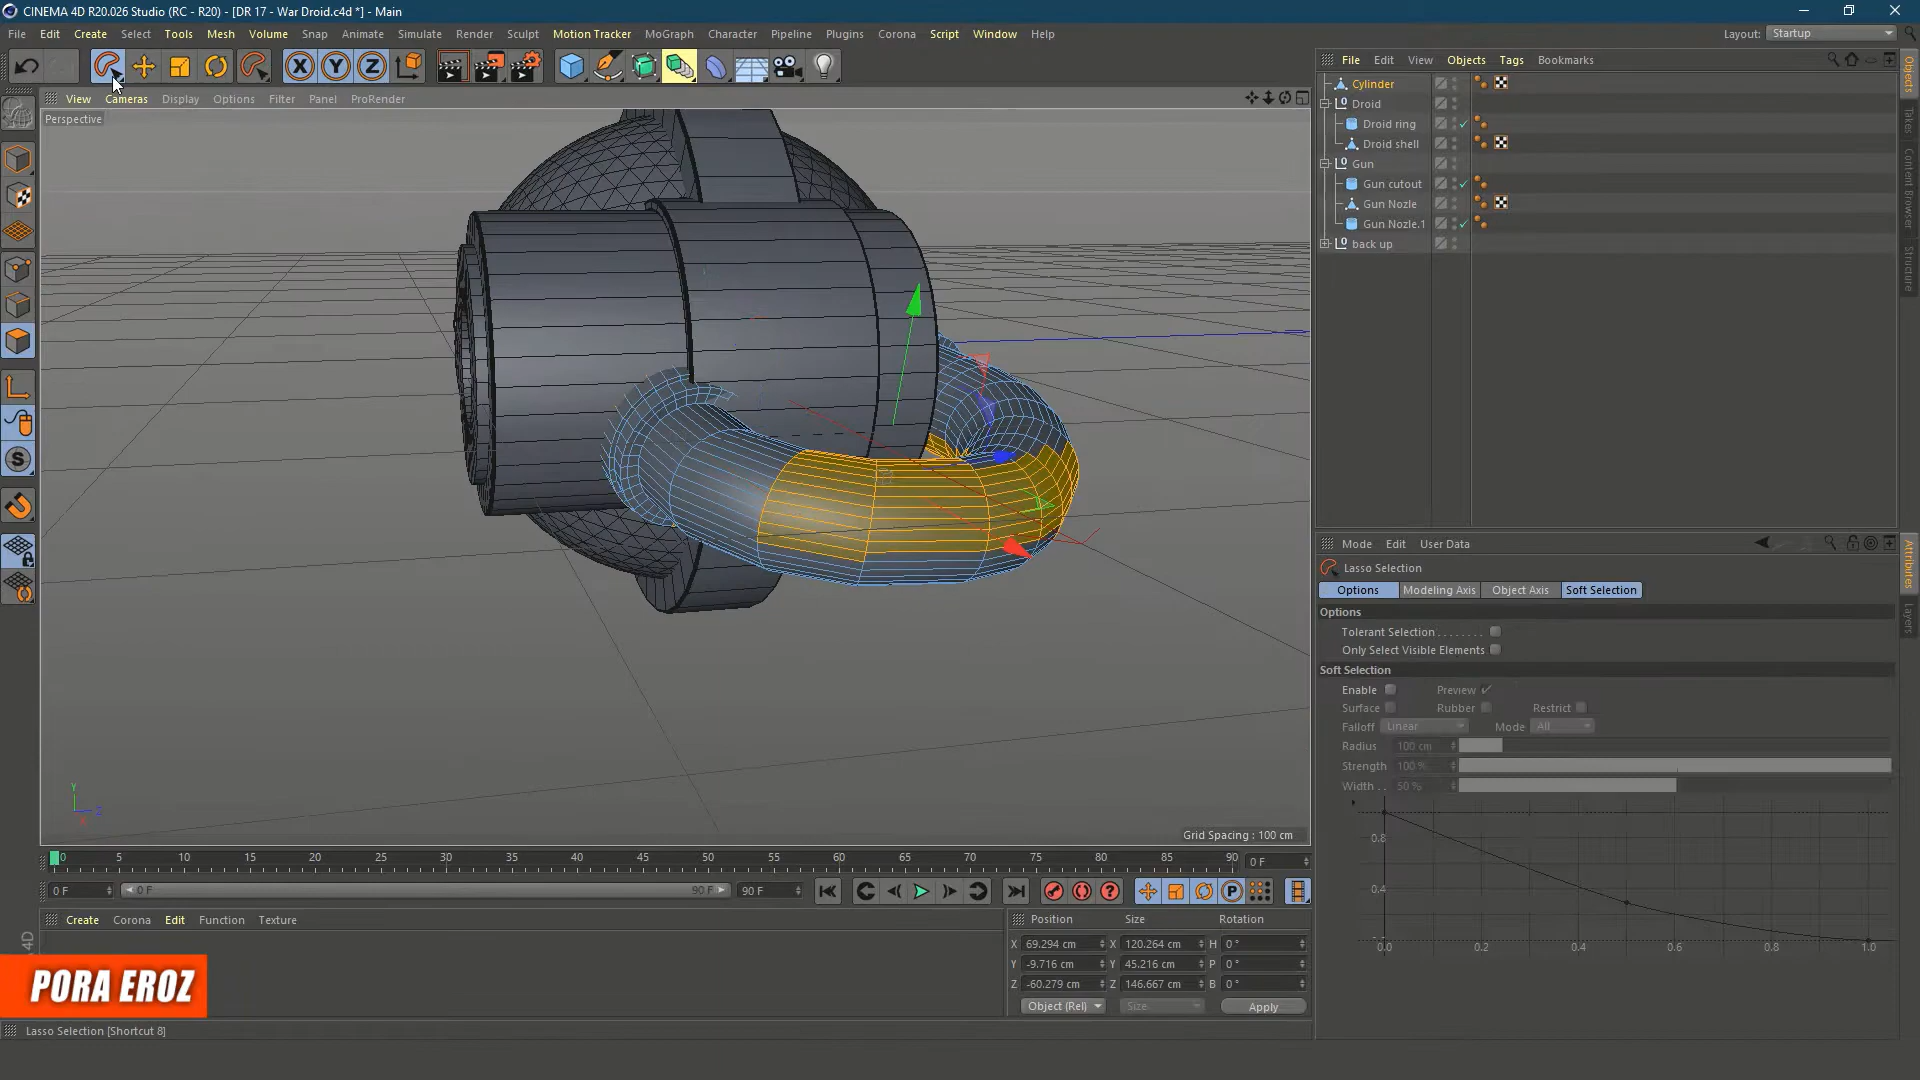 CINEMA 4D R20.026 Studio (RC - R20) - [DR 17 - War Droid.c4d *] - Main
File Edit Create Select Tools Mesh Volume Snap Animate Simulate Render Sculpt Motion Tracker MoGraph Character Pipeline Plugins Corona Script Window Help
Layout: Startup
X Y Z
File Edit View Objects Tags Bookmarks
View Cameras Display Options Filter Panel ProRender
Perspective
Cylinder
Droid
Droid ring
Droid shell
Gun
Gun cutout
Gun Nozle
Gun Nozle.1
back up
Objects
Takes
Content Browser
Structure
Mode Edit User Data
Lasso Selection
Options Modeling Axis Object Axis Soft Selection
Options
Tolerant Selection . . . . . . . .
Only Select Visible Elements
Soft Selection
Enable Preview
Surface Rubber Restrict
Falloff Linear Mode All
Radius 100 cm
Strength 100 %
Width . . 50 %
0.8
0.4
0.0 0.2 0.4 0.6 0.8 1.0
Attributes
Layers
Y
Z
X
Grid Spacing : 100 cm
0 5 10 15 20 25 30 35 40 45 50 55 60 65 70 75 80 85 90 0 F
0 F 0 F 90 F 90 F
P
Create Corona Edit Function Texture
Position Size Rotation
X 69.294 cm X 120.264 cm H 0 °
Y -9.716 cm Y 45.216 cm P 0 °
Z -60.279 cm Z 146.667 cm B 0 °
Object (Rel) Size Apply
4D
PORA EROZ
Lasso Selection [Shortcut 8]